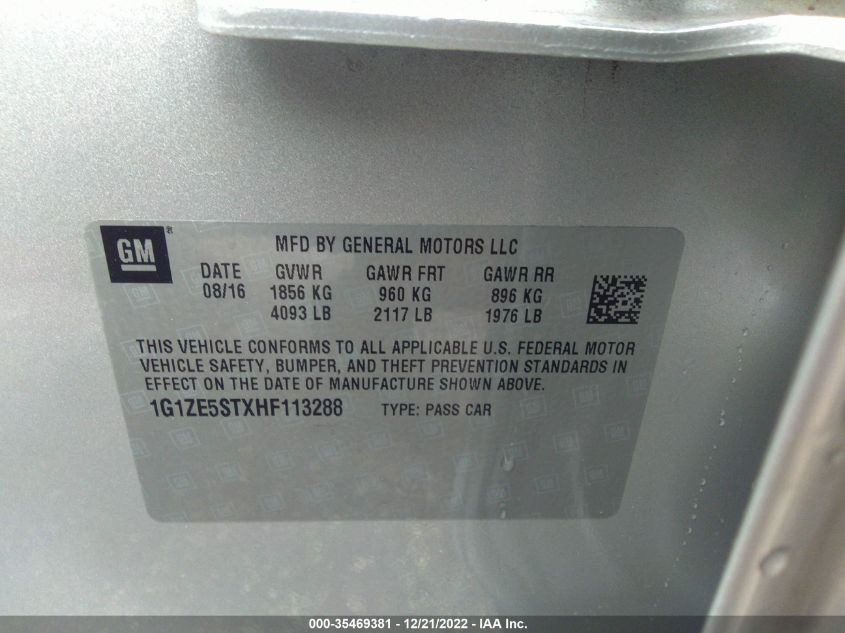 GM ®
MFD BY GENERAL MOTORS LLC
DATE GVWR GAWR FRT GAWR RR
08/16 1856 KG 960 KG 896 KG
4093 LB 2117 LB 1976 LB
THIS VEHICLE CONFORMS TO ALL APPLICABLE U.S. FEDERAL MOTOR
VEHICLE SAFETY, BUMPER, AND THEFT PREVENTION STANDARDS IN
EFFECT ON THE DATE OF MANUFACTURE SHOWN ABOVE.
1G1ZE5STXHF113288 TYPE: PASS CAR
000-35469381 - 12/21/2022 - IAA Inc.